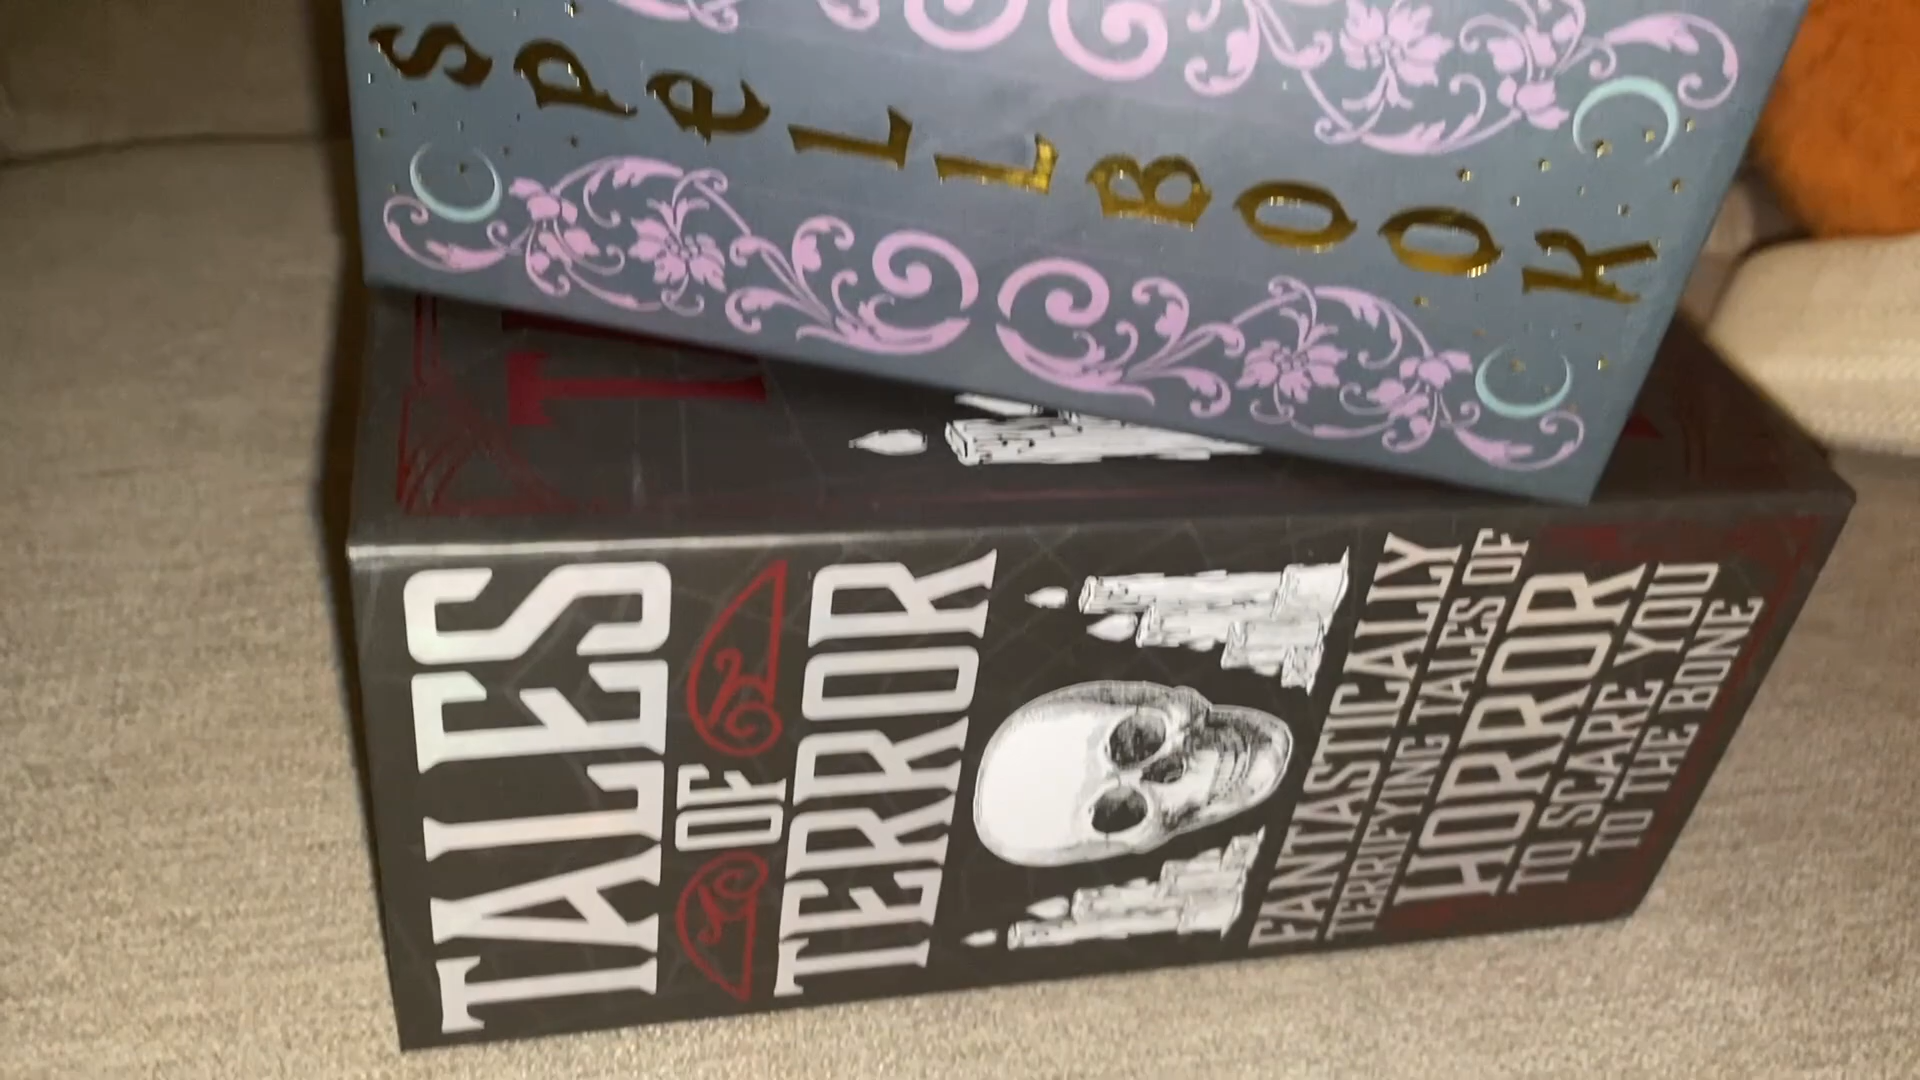 SPELLBOOK
TALES
OF
TERROR
FANTASTICALLY
TERRIFYING TALES OF
HORROR
TO SCARE YOU
TO THE BONE